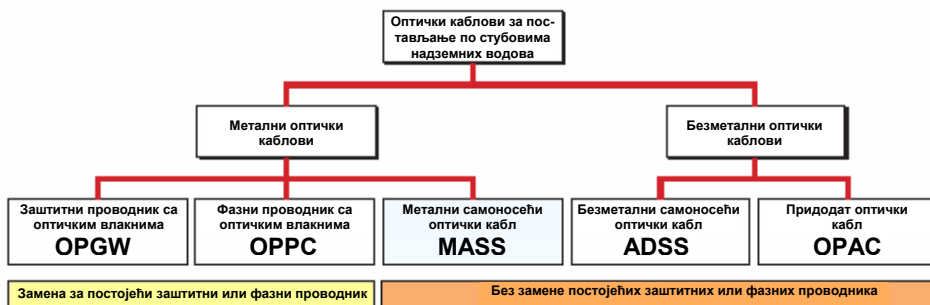 Оптички каблови за пос-
тављање по стубовима
надземних водова
Метални оптички
каблови
Безметални оптички
каблови
Заштитни проводник са
оптичким влакнима
OPGW
Фазни проводник са
оптичким влакнима
OPPC
Метални самоносећи
оптички кабл
MASS
Безметални самоносећи
оптички кабл
ADSS
Придодат оптички
кабл
OPAC
Замена за постојећи заштитни или фазни проводник
Без замене постојећих заштитних или фазних проводника